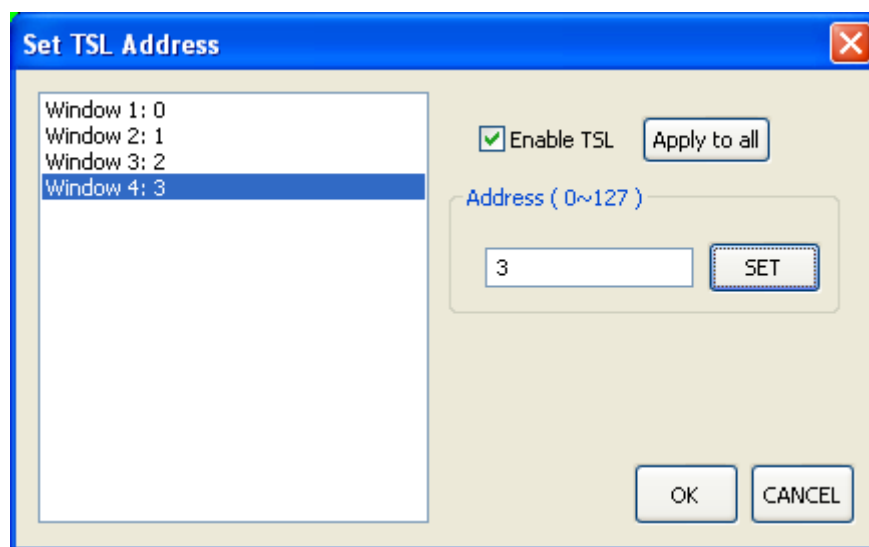 Set TSL Address
Window 1: 0
Window 2: 1
Window 3: 2
Window 4: 3
Enable TSL
Apply to all
Address ( 0~127 )
3
SET
OK
CANCEL